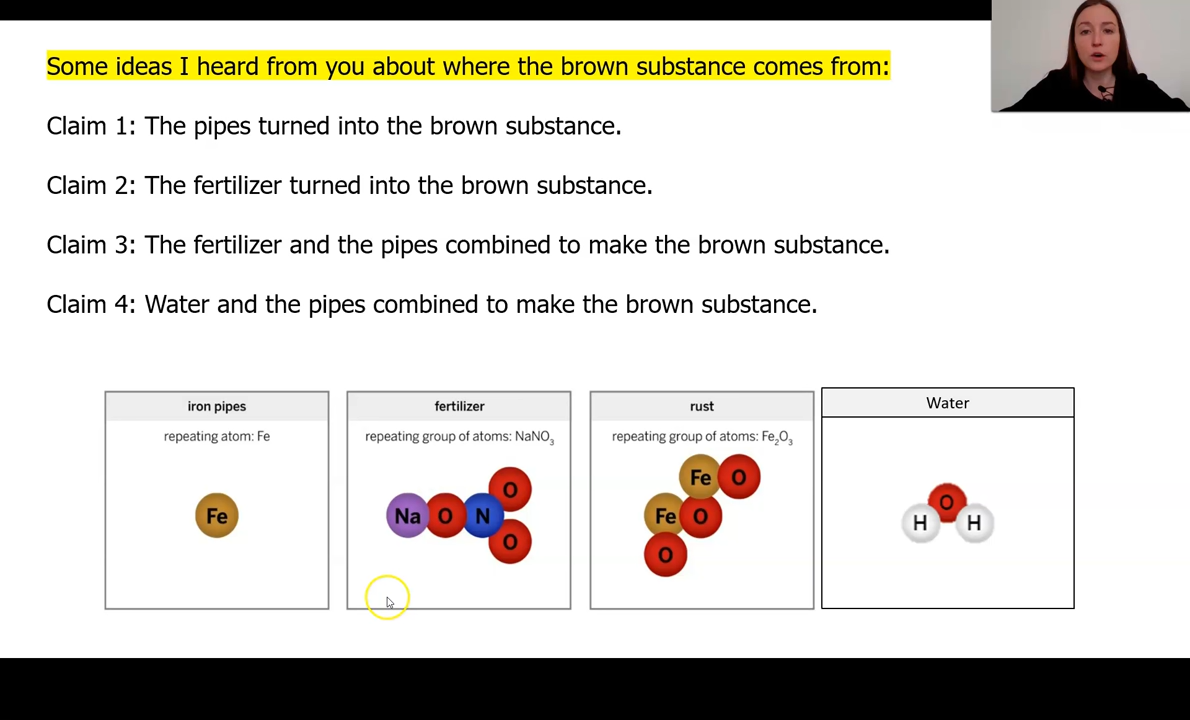 Some ideas I heard from you about where the brown substance comes from:
Claim 1: The pipes turned into the brown substance.
Claim 2: The fertilizer turned into the brown substance.
Claim 3: The fertilizer and the pipes combined to make the brown substance.
Claim 4: Water and the pipes combined to make the brown substance.
iron pipes
repeating atom: Fe
Fe
fertilizer
repeating group of atoms: NaNO₃
O
Na O N
O
rust
repeating group of atoms: Fe₂O₃
Fe O
Fe O
O
Water
O
H H